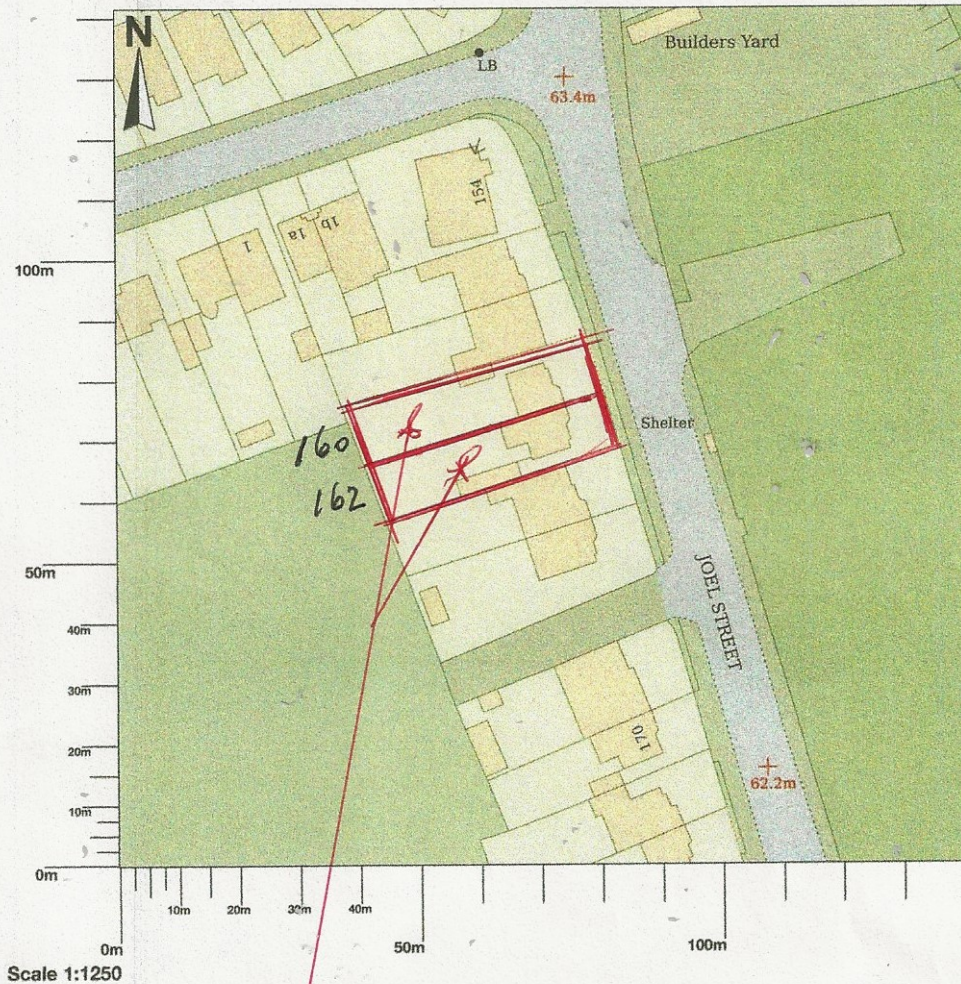 N
Builders Yard
LB
63.4m
154
1b
1a
1
100m
Shelter
160
162
50m
JOEL STREET
40m
30m
170
20m
62.2m
10m
0m
10m
20m
30m
40m
0m
50m
100m
Scale 1:1250